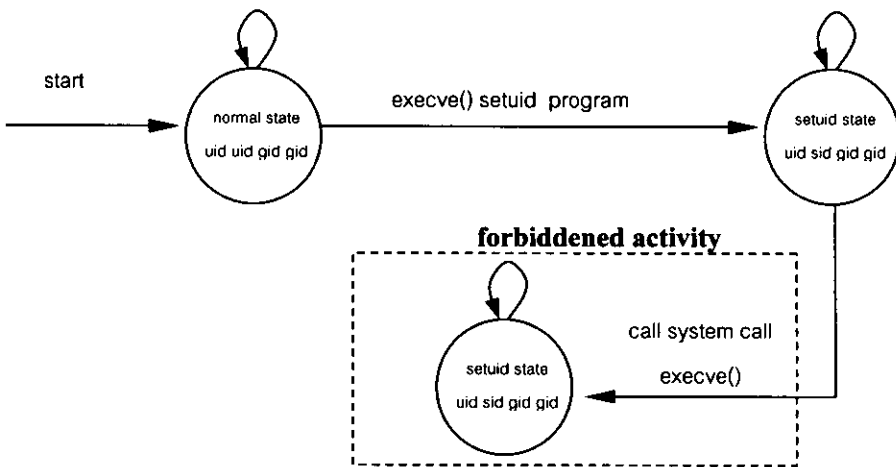 start
execve() setuid program
normal state
uid uid gid gid
setuid state
uid sid gid gid
forbiddened activity
call system call
execve()
setuid state
uid sid gid gid